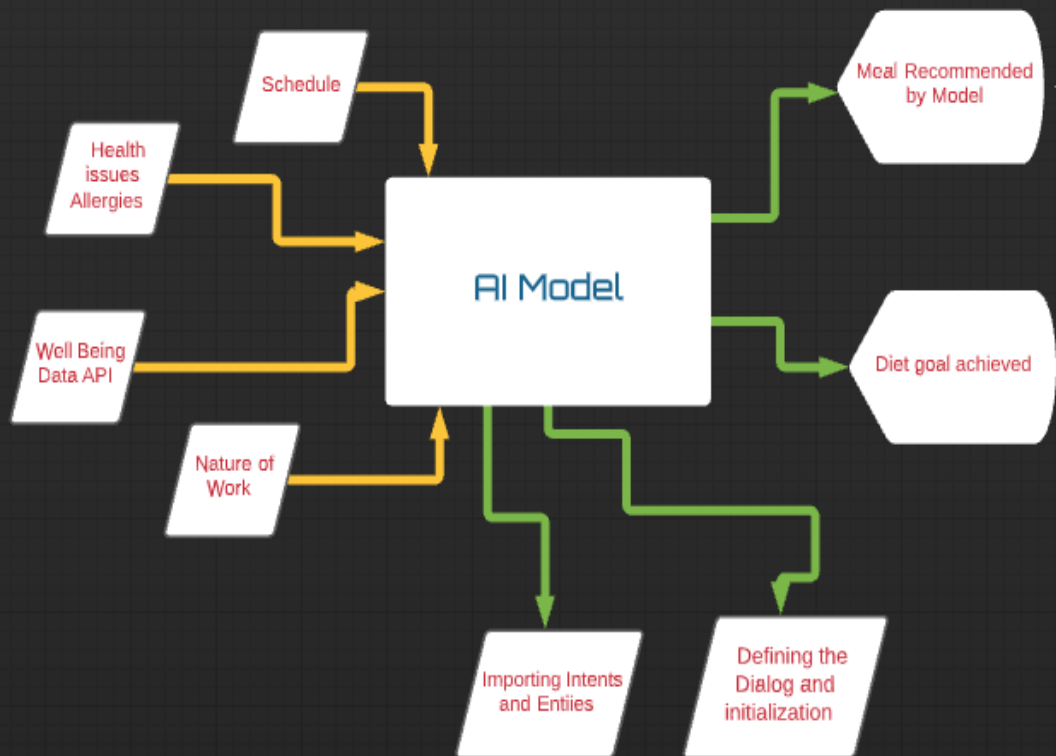 Schedule
Meal Recommended
by Model
Health
issues
Allergies
AI Model
Well Being
Data API
Diet goal achieved
Nature of
Work
Importing Intents
and Entiies
Defining the
Dialog and
initialization